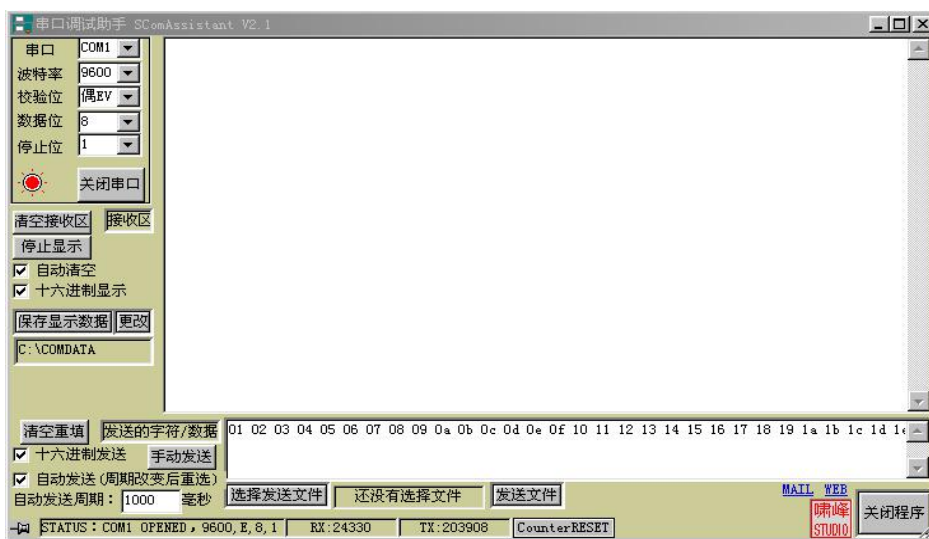 串口调试助手 SComAssistant V2.1
串口 COM1
波特率 9600
校验位 偶EV
数据位 8
停止位 1
关闭串口
清空接收区 接收区
停止显示
自动清空
十六进制显示
保存显示数据 更改
C:\COMDATA
清空重填 发送的字符/数据
01 02 03 04 05 06 07 08 09 0a 0b 0c 0d 0e 0f 10 11 12 13 14 15 16 17 18 19 1a 1b 1c 1d
十六进制发送 手动发送
自动发送(周期改变后重选)
自动发送周期: 1000 毫秒 选择发送文件 还没有选择文件 发送文件
MAIL WEB
啸峰
STUDIO
关闭程序
STATUS:COM1 OPENED,9600,E,8,1 RX:24330 TX:203908 CounterRESET